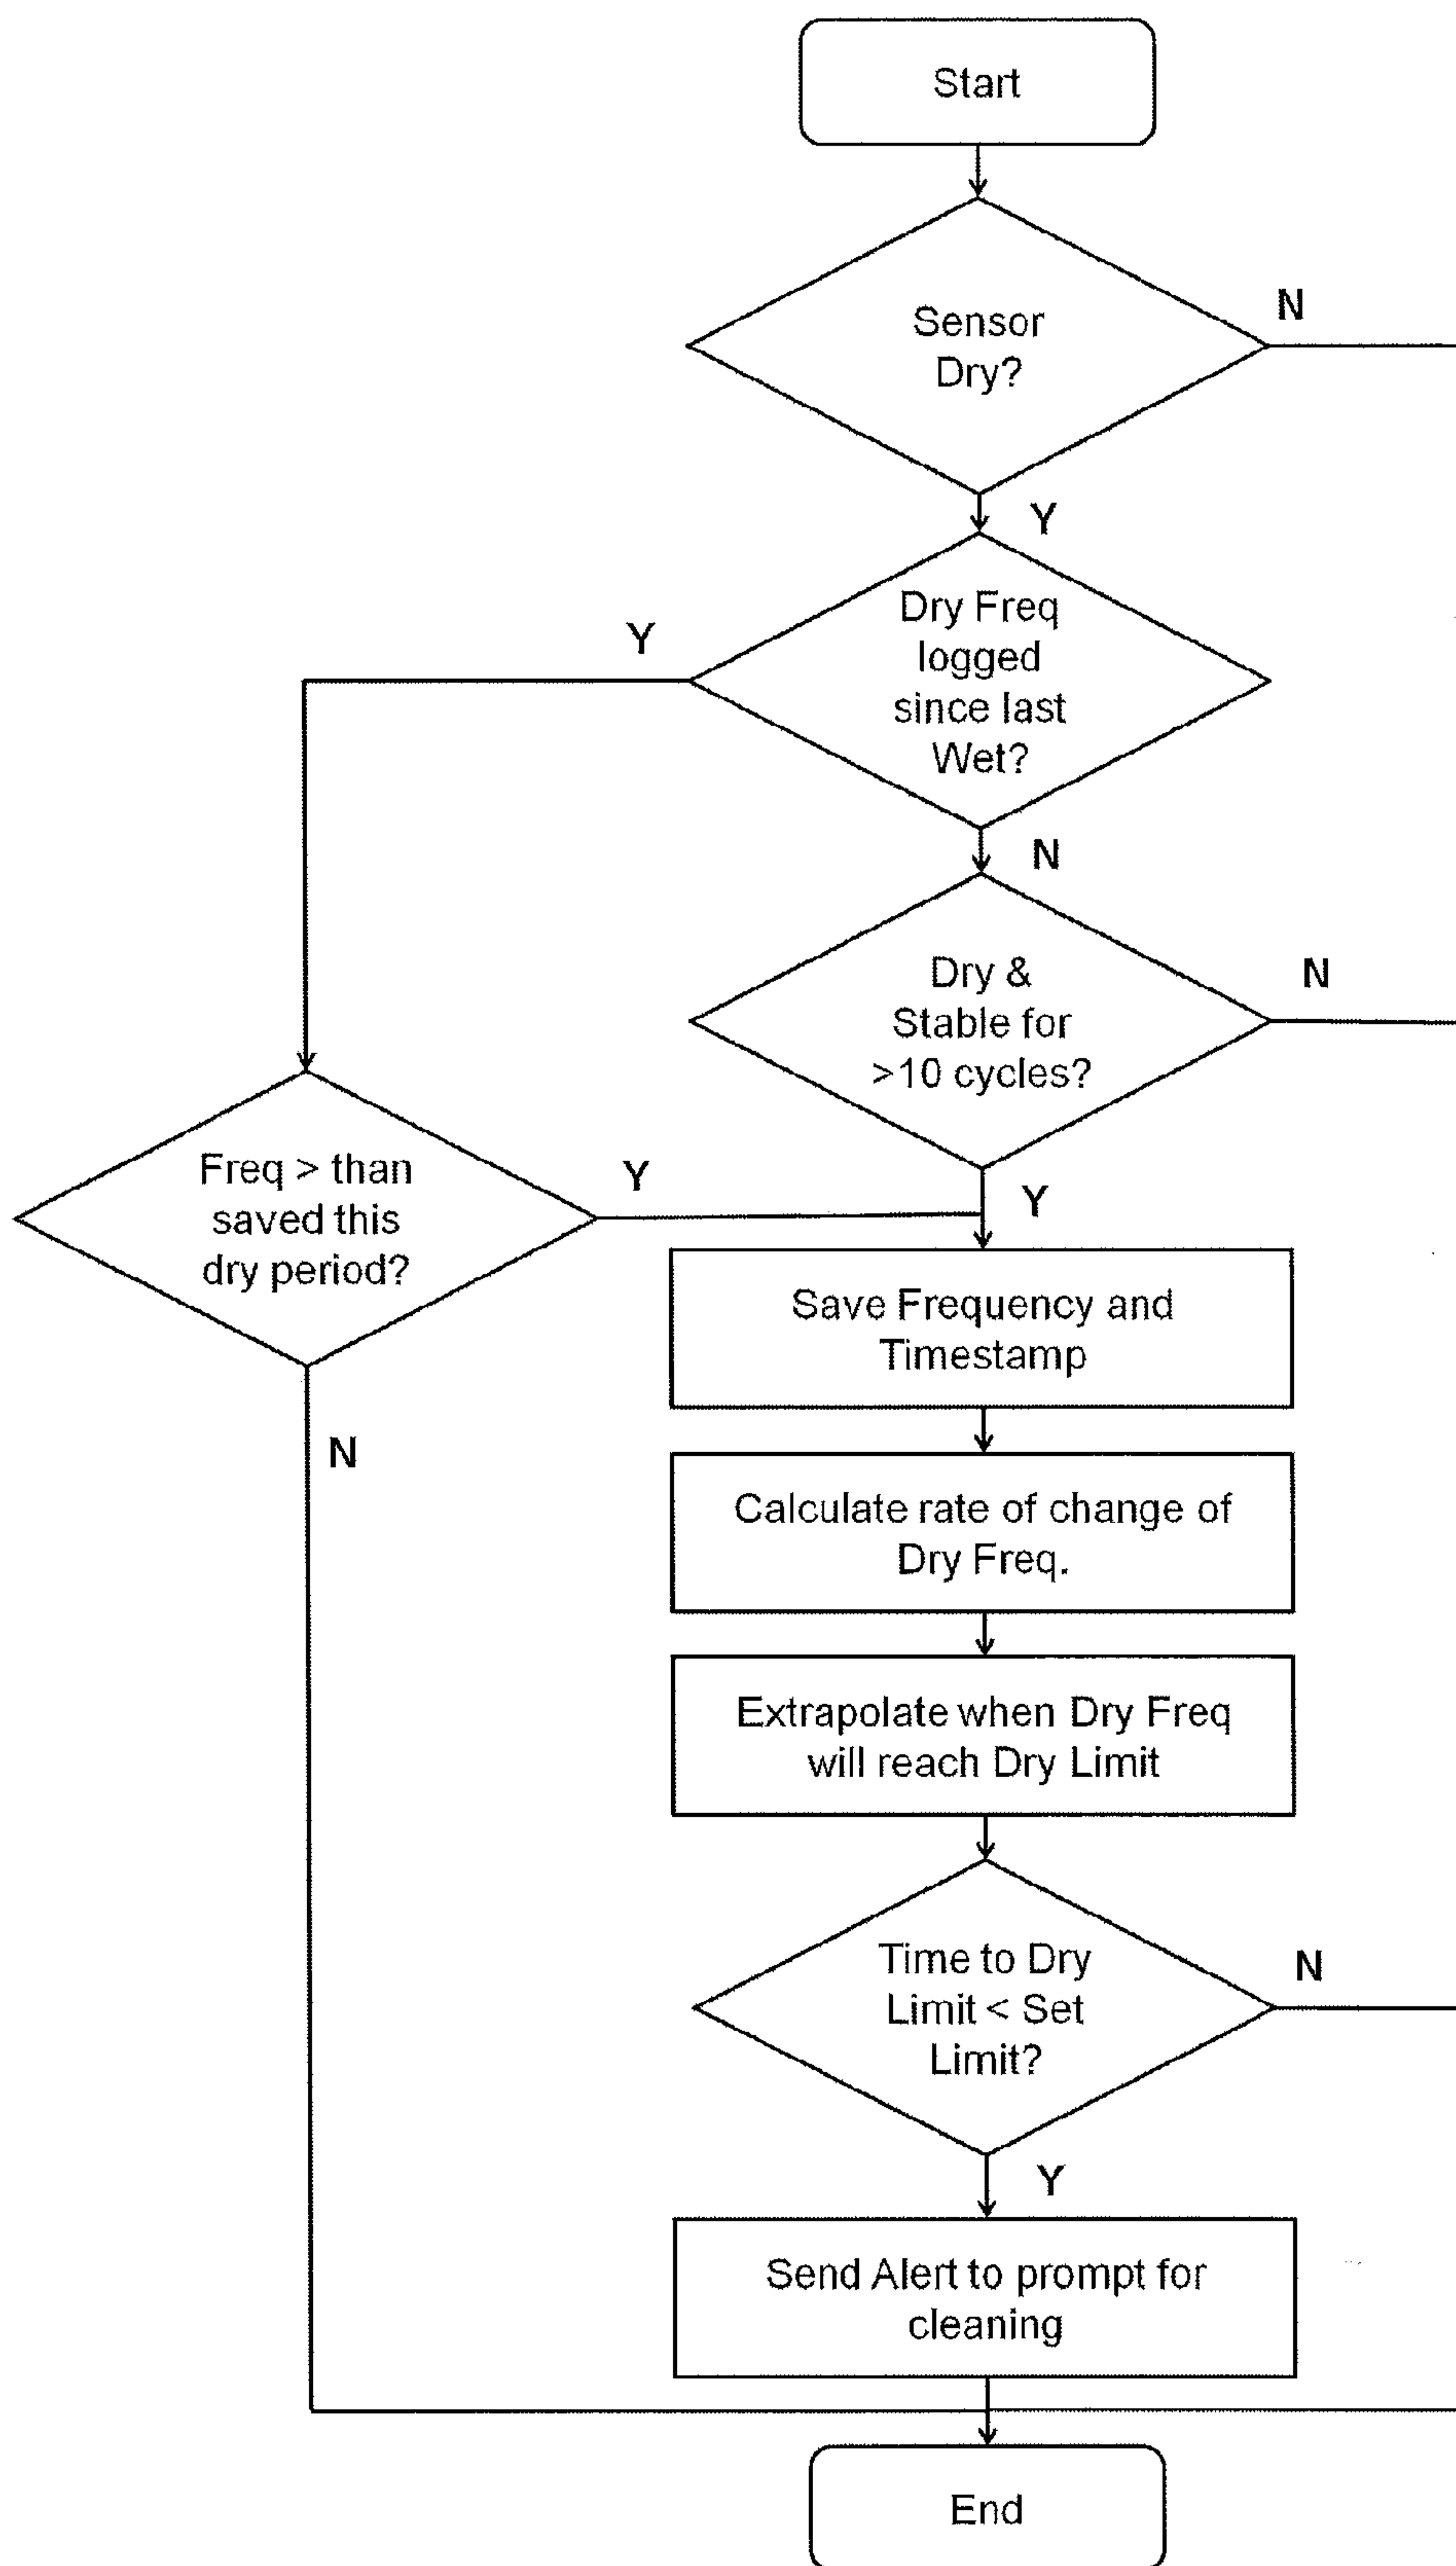 Start
Sensor
Dry?
N
Y
Dry Freq
logged
since last
Wet?
Y
N
Dry &
Stable for
>10 cycles?
N
Freq > than
saved this
dry period?
Y
Y
Save Frequency and
Timestamp
N
Calculate rate of change of
Dry Freq.
Extrapolate when Dry Freq
will reach Dry Limit
Time to Dry
Limit < Set
Limit?
N
Y
Send Alert to prompt for
cleaning
End